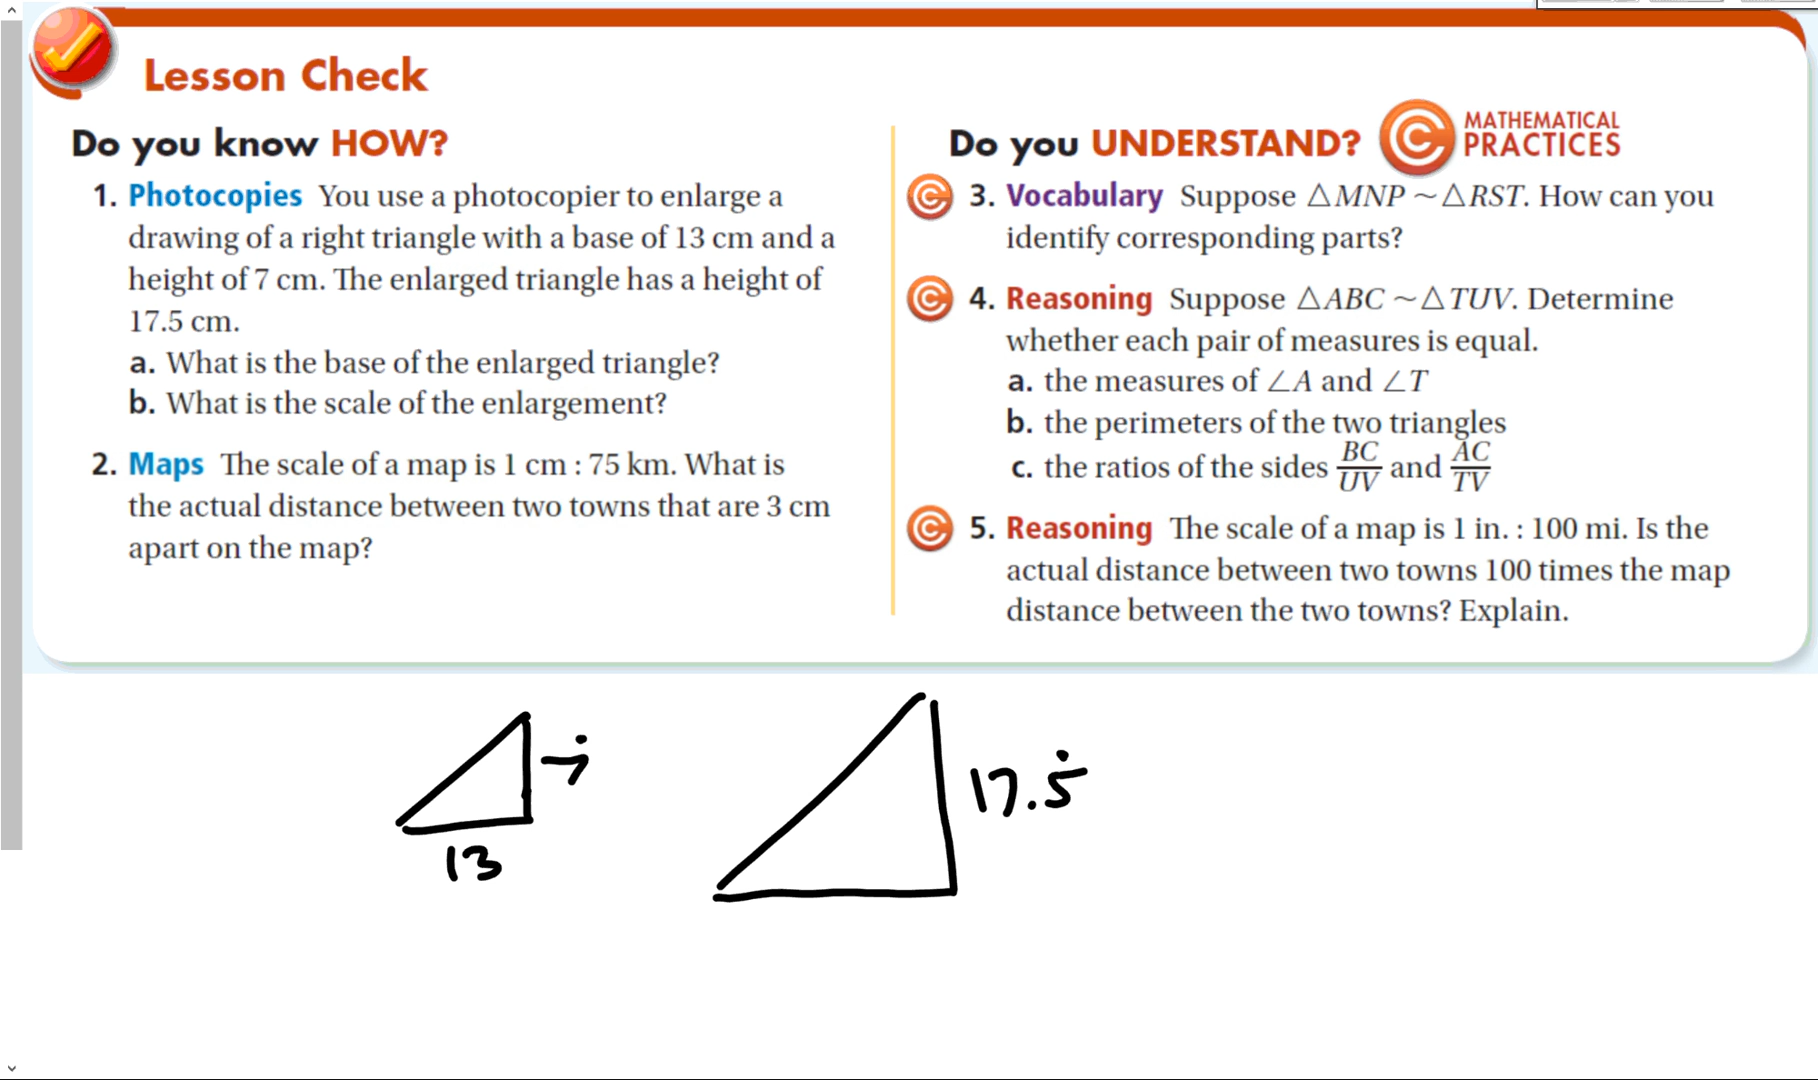 Lesson Check
Do you know HOW?
1. Photocopies You use a photocopier to enlarge a
drawing of a right triangle with a base of 13 cm and a
height of 7 cm. The enlarged triangle has a height of
17.5 cm.
a. What is the base of the enlarged triangle?
b. What is the scale of the enlargement?
2. Maps The scale of a map is 1 cm : 75 km. What is
the actual distance between two towns that are 3 cm
apart on the map?
Do you UNDERSTAND?
MATHEMATICAL
PRACTICES
3. Vocabulary Suppose △MNP ~ △RST. How can you
identify corresponding parts?
4. Reasoning Suppose △ABC ~ △TUV. Determine
whether each pair of measures is equal.
a. the measures of ∠A and ∠T
b. the perimeters of the two triangles
c. the ratios of the sides BC/UV and AC/TV
5. Reasoning The scale of a map is 1 in. : 100 mi. Is the
actual distance between two towns 100 times the map
distance between the two towns? Explain.
7
13
17.5